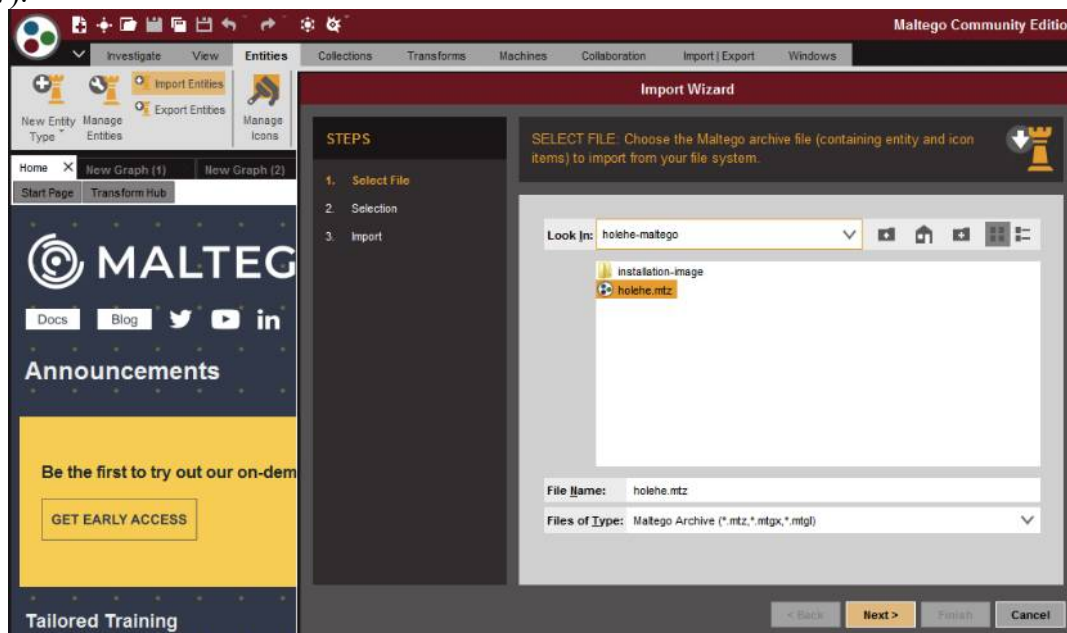 ).
Maltego Community Editio
Investigate View Entities Collections Transforms Machines Collaboration Import | Export Windows
New Entity Type
Manage Entities
Import Entities
Export Entities
Manage Icons
Home X New Graph (1) New Graph (2)
Start Page Transform Hub
MALTEG
Docs Blog in
Announcements
Be the first to try out our on-dem
GET EARLY ACCESS
Tailored Training
Import Wizard
STEPS
1. Select File
2. Selection
3. Import
SELECT FILE: Choose the Maltego archive file (containing entity and icon
items) to import from your file system.
Look In: holehe-maltego
installation-image
holehe.mtz
File Name: holehe.mtz
Files of Type: Maltego Archive (*.mtz,*.mtgx,*.mtgl)
< Back Next > Finish Cancel